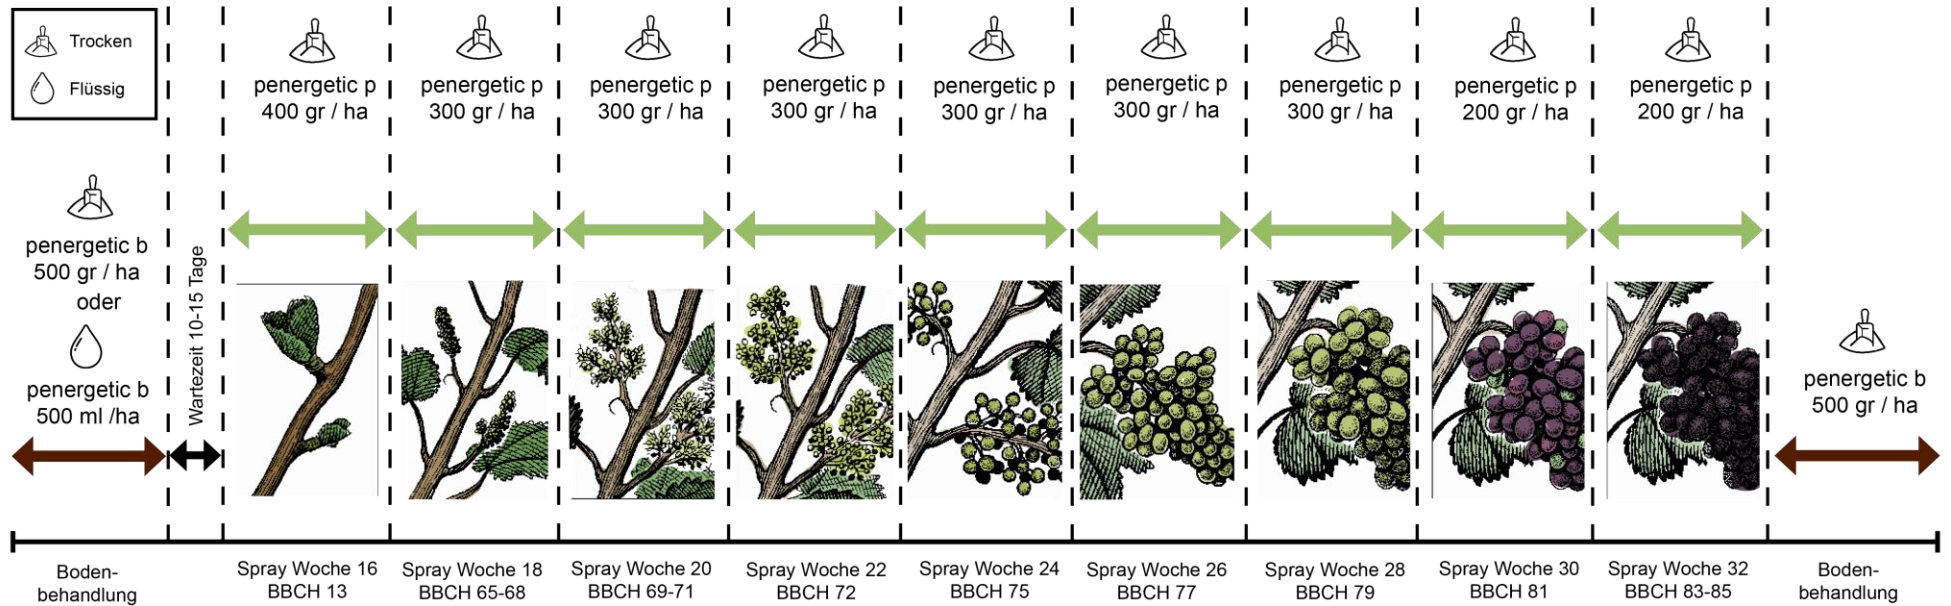 Trocken
Flüssig
penergetic b
500 gr / ha
oder
penergetic b
500 ml /ha
Boden-
behandlung
Wartezeit 10-15 Tage
penergetic p
400 gr / ha
Spray Woche 16
BBCH 13
penergetic p
300 gr / ha
Spray Woche 18
BBCH 65-68
penergetic p
300 gr / ha
Spray Woche 20
BBCH 69-71
penergetic p
300 gr / ha
Spray Woche 22
BBCH 72
penergetic p
300 gr / ha
Spray Woche 24
BBCH 75
penergetic p
300 gr / ha
Spray Woche 26
BBCH 77
penergetic p
300 gr / ha
Spray Woche 28
BBCH 79
penergetic p
200 gr / ha
Spray Woche 30
BBCH 81
penergetic p
200 gr / ha
Spray Woche 32
BBCH 83-85
penergetic b
500 gr / ha
Boden-
behandlung